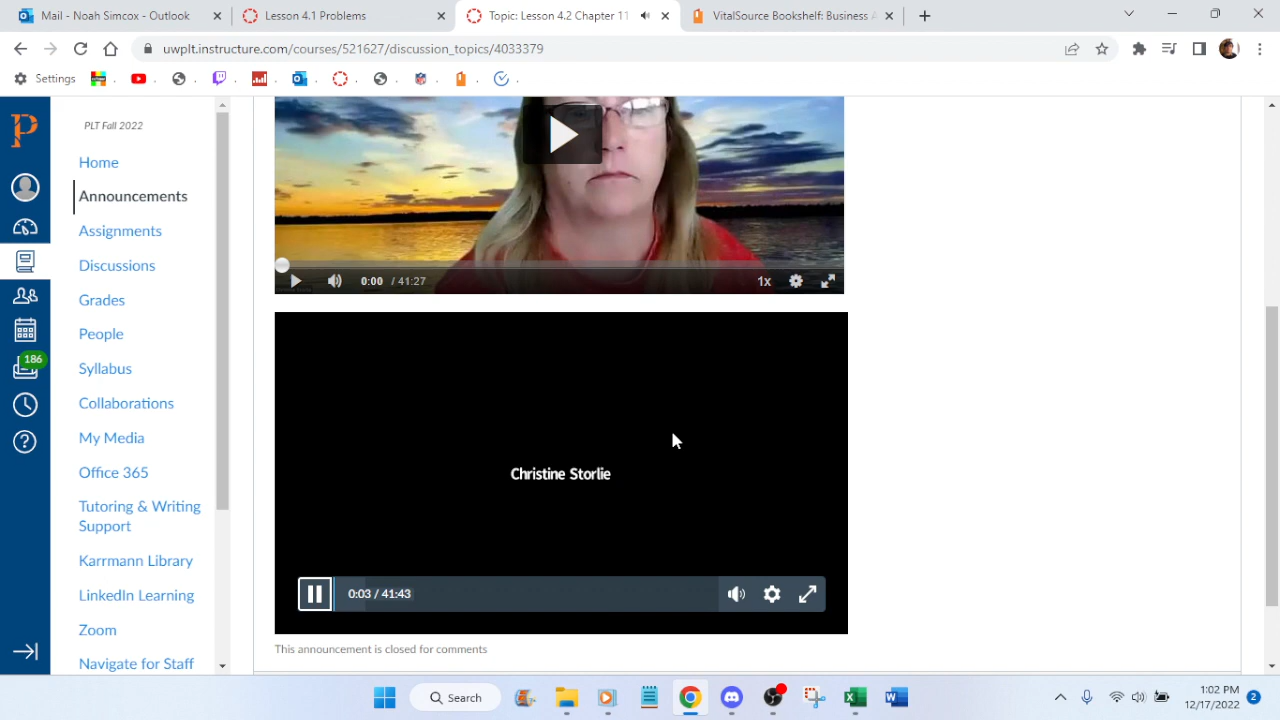 Mail - Noah Lee - Outlook
Lesson 4.1 Problems
Topic: Lesson 4.2 Chapter 11
VitalSource Bookshelf: Business A
uwplt.instructure.com/courses/521627/discussion_topics/4033379
Settings
PLT Fall 2022
Home
Announcements
Assignments
Discussions
Grades
People
186
Syllabus
Collaborations
My Media
Office 365
Tutoring & Writing
Support
Karrmann Library
LinkedIn Learning
Zoom
Navigate for Staff
0:00 / 41:27
1x
Christine Storlie
0:03 / 41:43
This announcement is closed for comments
Search
1:02 PM
12/17/2022
2